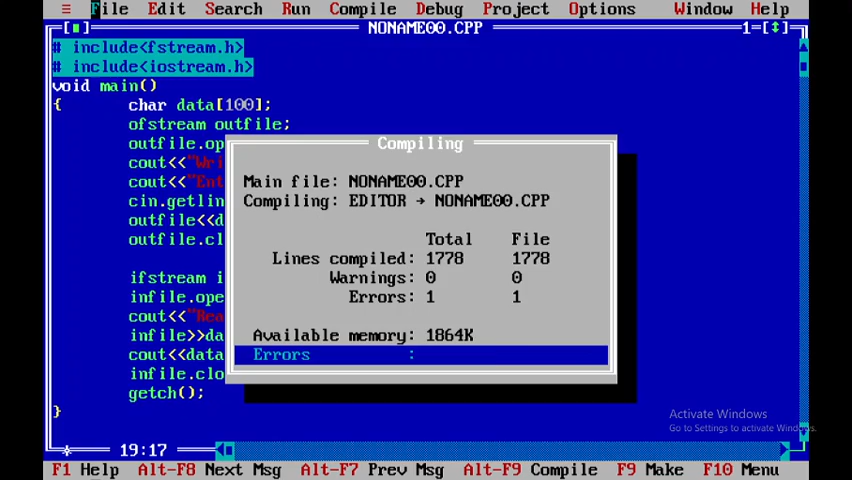 ≡ File Edit Search Run Compile Debug Project Options Window Help
[■] NONAME00.CPP 1=[↕]
# include<fstream.h>
# include<iostream.h>
void main()
{ char data[100];
ofstream outfile;
outfile.op
Compiling
cout<<"Wri
cout<<"Ent
Main file: NONAME00.CPP
cin.getlin
Compiling: EDITOR → NONAME00.CPP
outfile<<d
outfile.cl
Total File
Lines compiled: 1778 1778
ifstream i
Warnings: 0 0
infile.ope
Errors: 1 1
cout<<"Rea
infile>>da
Available memory: 1864K
cout<<data
Errors :
infile.clo
getch();
}
Activate Windows
Go to Settings to activate Windows.
19:17
F1 Help Alt-F8 Next Msg Alt-F7 Prev Msg Alt-F9 Compile F9 Make F10 Menu